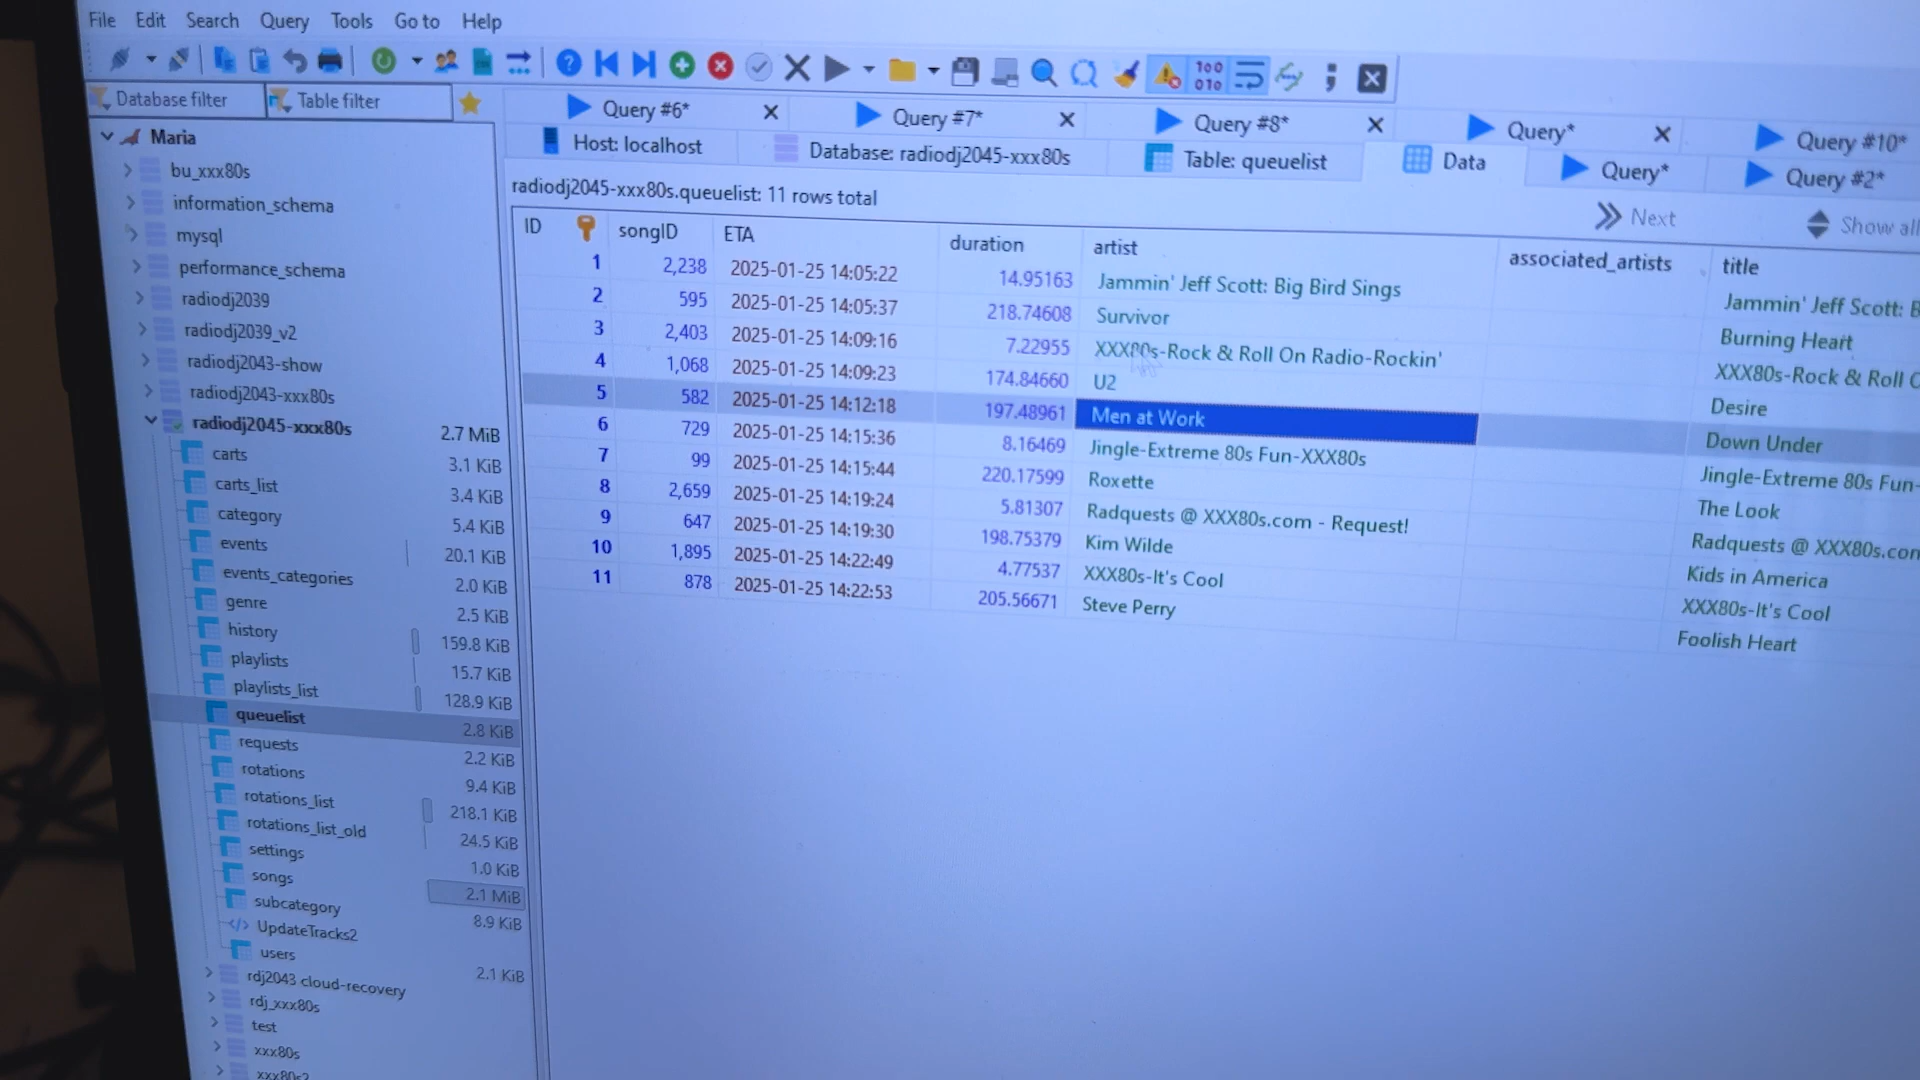 File Edit Search Query Tools Go to Help
Database filter Table filter
Query #6* Query #7* Query #8* Query* Query #10*
Host: localhost Database: radiodj2045-xxx80s Table: queuelist Data Query* Query #2*
radiodj2045-xxx80s.queuelist: 11 rows total Next Show all
ID songID ETA duration artist associated_artists title
1 2,238 2025-01-25 14:05:22 14.95163 Jammin' Jeff Scott: Big Bird Sings Jammin' Jeff Scott: B
2 595 2025-01-25 14:05:37 218.74608 Survivor Burning Heart
3 2,403 2025-01-25 14:09:16 7.22955 XXX80s-Rock & Roll On Radio-Rockin' XXX80s-Rock & Roll O
4 1,068 2025-01-25 14:09:23 174.84660 U2 Desire
5 582 2025-01-25 14:12:18 197.48961 Men at Work Down Under
6 729 2025-01-25 14:15:36 8.16469 Jingle-Extreme 80s Fun-XXX80s Jingle-Extreme 80s Fun-
7 99 2025-01-25 14:15:44 220.17599 Roxette The Look
8 2,659 2025-01-25 14:19:24 5.81307 Radquests @ XXX80s.com - Request! Radquests @ XXX80s.con
9 647 2025-01-25 14:19:30 198.75379 Kim Wilde Kids in America
10 1,895 2025-01-25 14:22:49 4.77537 XXX80s-It's Cool XXX80s-It's Cool
11 878 2025-01-25 14:22:53 205.56671 Steve Perry Foolish Heart
Maria
bu_xxx80s
information_schema
mysql
performance_schema
radiodj2039
radiodj2039_v2
radiodj2043-show
radiodj2043-xxx80s
radiodj2045-xxx80s 2.7 MiB
carts 3.1 KiB
carts_list 3.4 KiB
category 5.4 KiB
events 20.1 KiB
events_categories 2.0 KiB
genre 2.5 KiB
history 159.8 KiB
playlists 15.7 KiB
playlists_list 128.9 KiB
queuelist 2.8 KiB
requests 2.2 KiB
rotations 9.4 KiB
rotations_list 218.1 KiB
rotations_list_old 24.5 KiB
settings 1.0 KiB
songs 2.1 MiB
subcategory 8.9 KiB
UpdateTracks2
users 2.1 KiB
rdj2043 cloud-recovery
rdj_xxx80s
test
xxx80s
xxx80s2